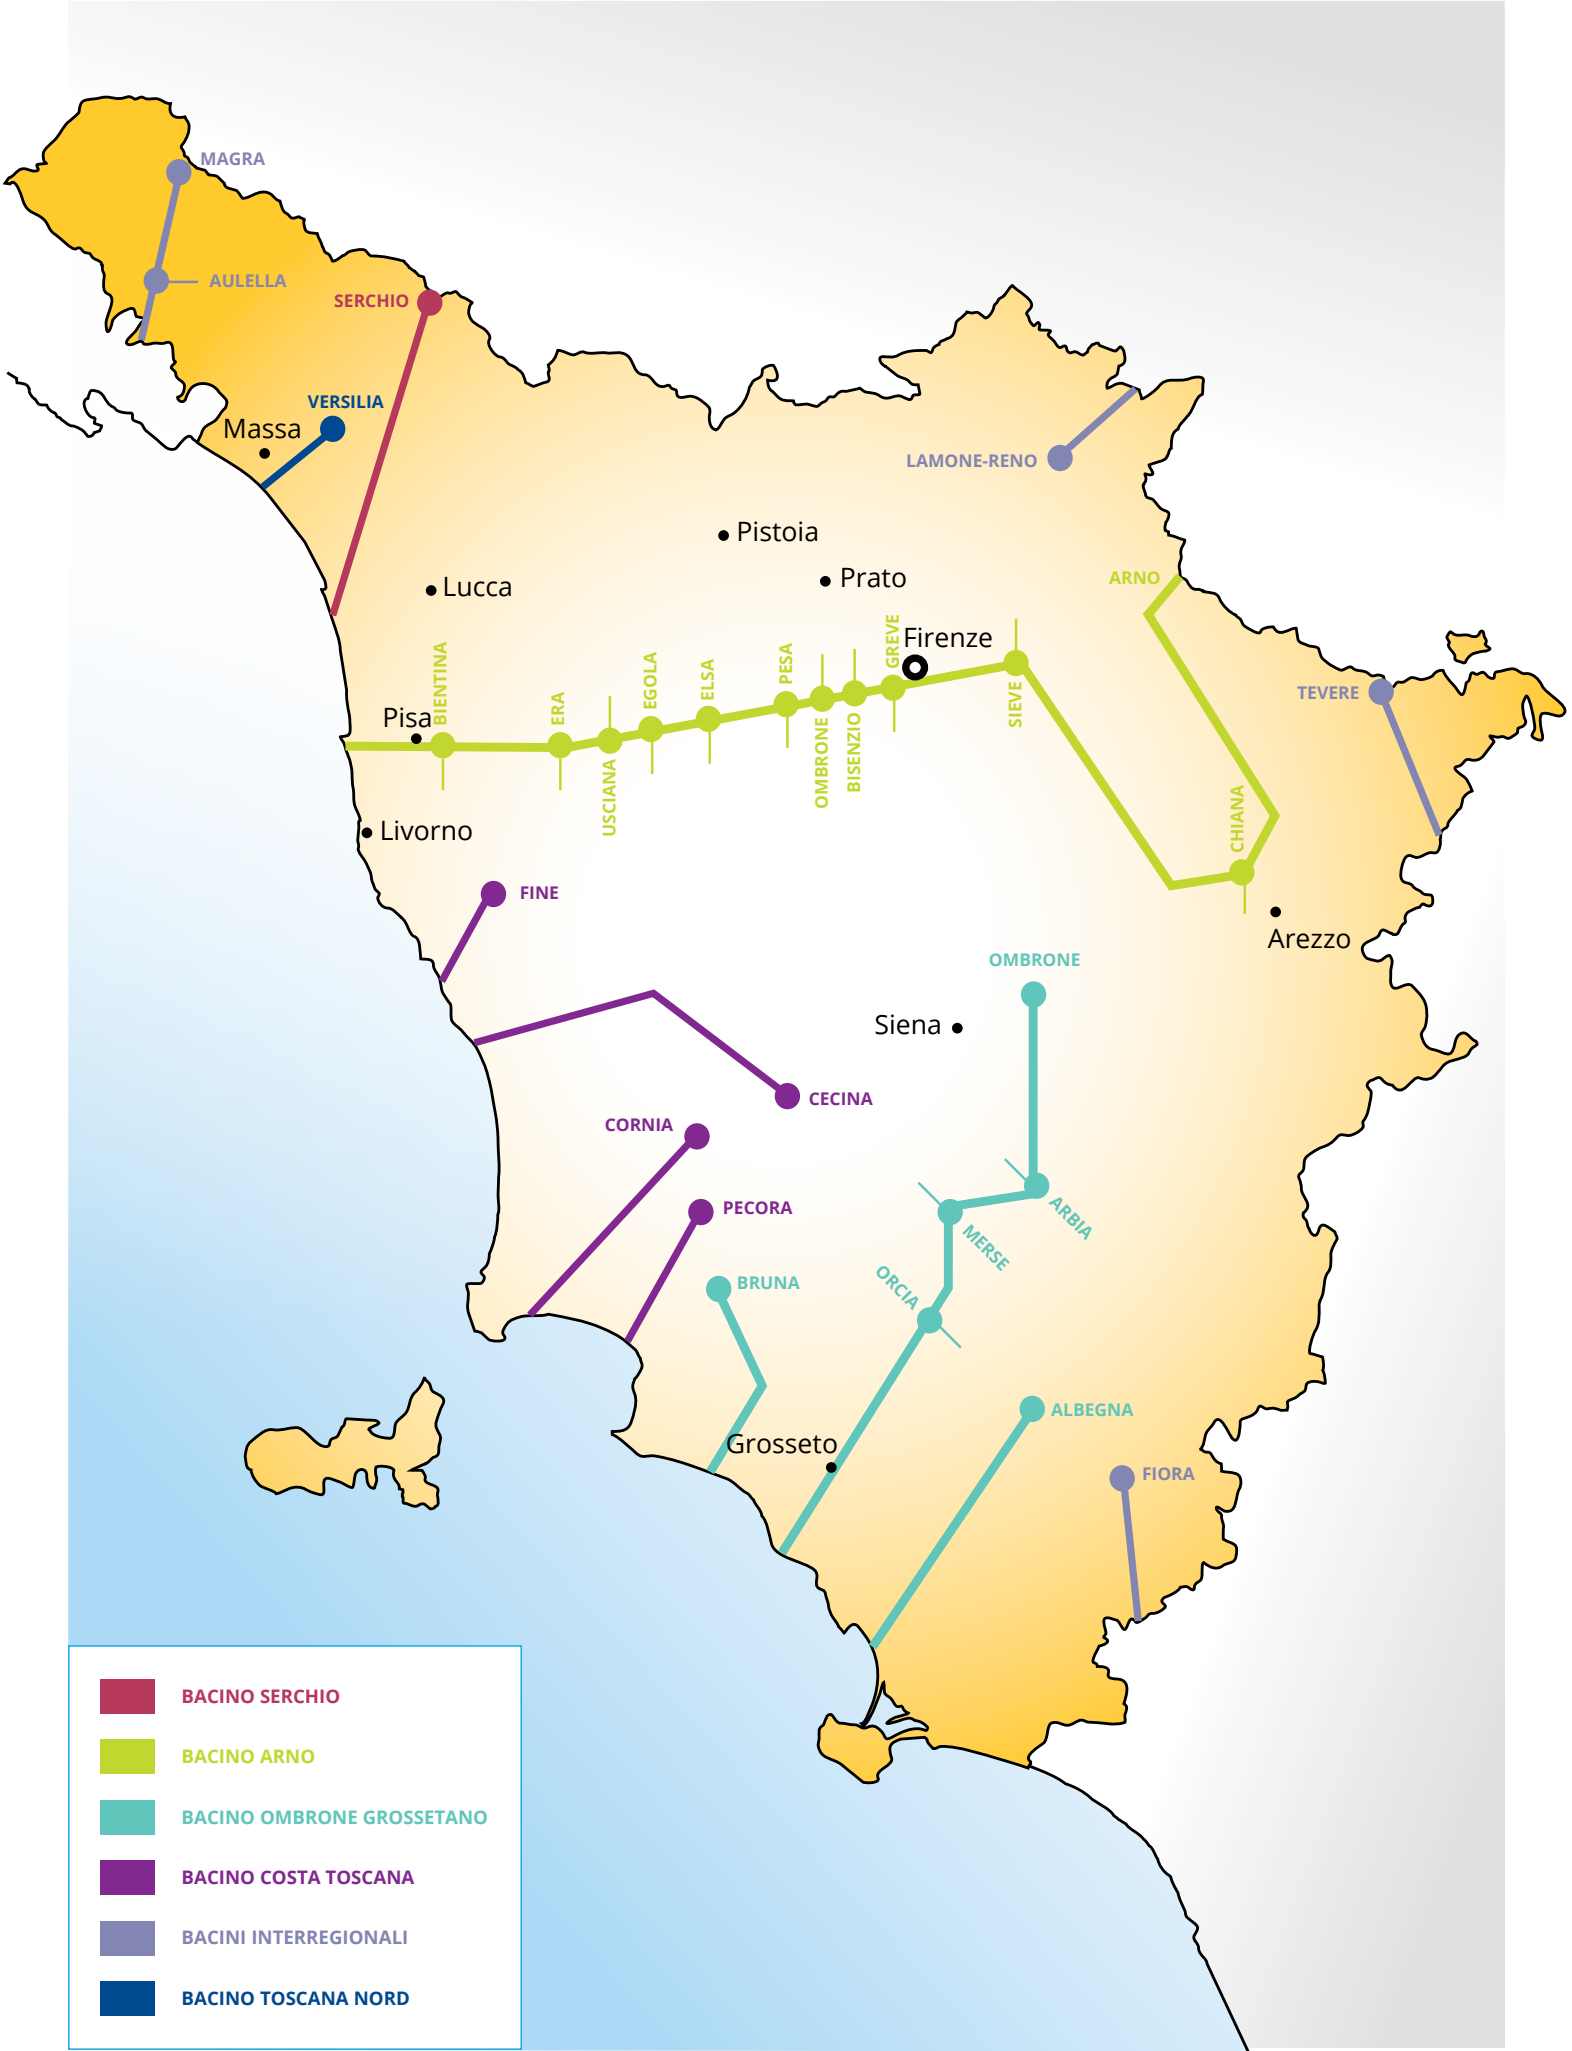 MAGRA
AULELLA
SERCHIO
VERSILIA
Massa
LAMONE-RENO
Pistoia
Prato
Lucca
ARNO
Firenze
GREVE
BIENTINA
EGOLA
ELSA
PESA
ERA
Pisa
SIEVE
TEVERE
USCIANA
OMBRONE
BISENZIO
CHIANA
Livorno
FINE
Arezzo
OMBRONE
Siena
CECINA
CORNIA
PECORA
ARBIA
MERSE
ORCIA
BRUNA
ALBEGNA
Grosseto
FIORA
BACINO SERCHIO
BACINO ARNO
BACINO OMBRONE GROSSETANO
BACINO COSTA TOSCANA
BACINI INTERREGIONALI
BACINO TOSCANA NORD